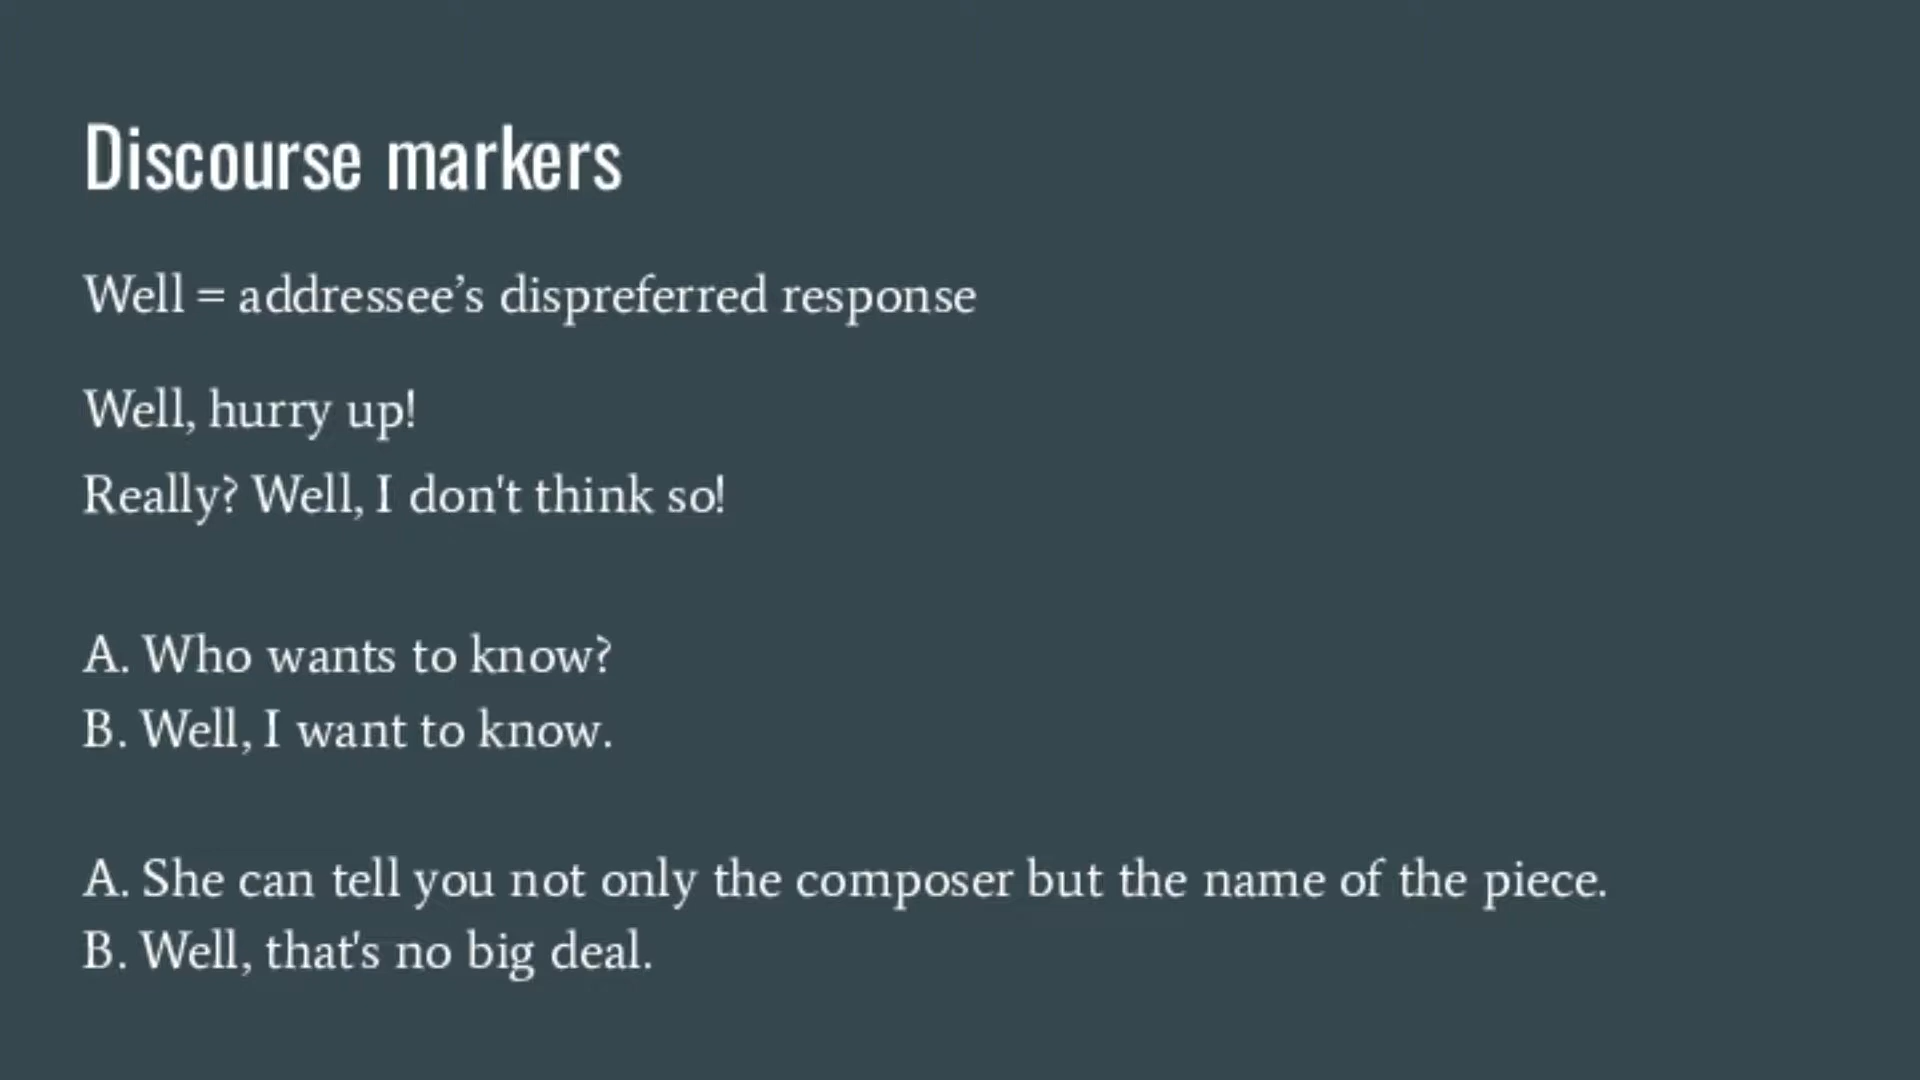 Discourse markers
Well = addressee’s dispreferred response
Well, hurry up!
Really? Well, I don't think so!
A. Who wants to know?
B. Well, I want to know.
A. She can tell you not only the composer but the name of the piece.
B. Well, that's no big deal.